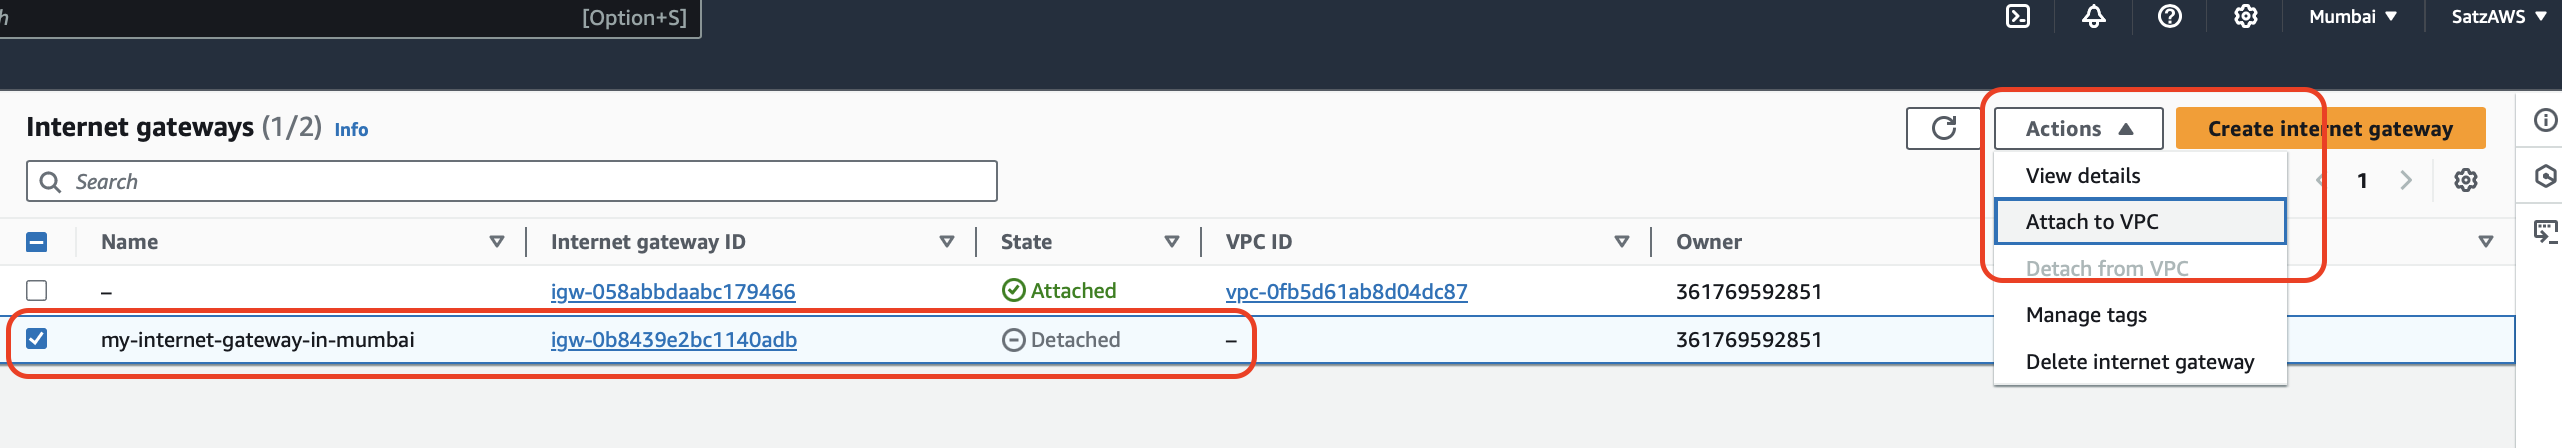 h [Option+S] Mumbai ▼ SatzAWS ▼
Internet gateways (1/2) Info
Actions ▲ Create internet gateway
Search
View details
1
Attach to VPC
Detach from VPC
Manage tags
Delete internet gateway
Name Internet gateway ID State VPC ID Owner
– igw-058abbdaabc179466 Attached vpc-0fb5d61ab8d04dc87 361769592851
my-internet-gateway-in-mumbai igw-0b8439e2bc1140adb Detached – 361769592851